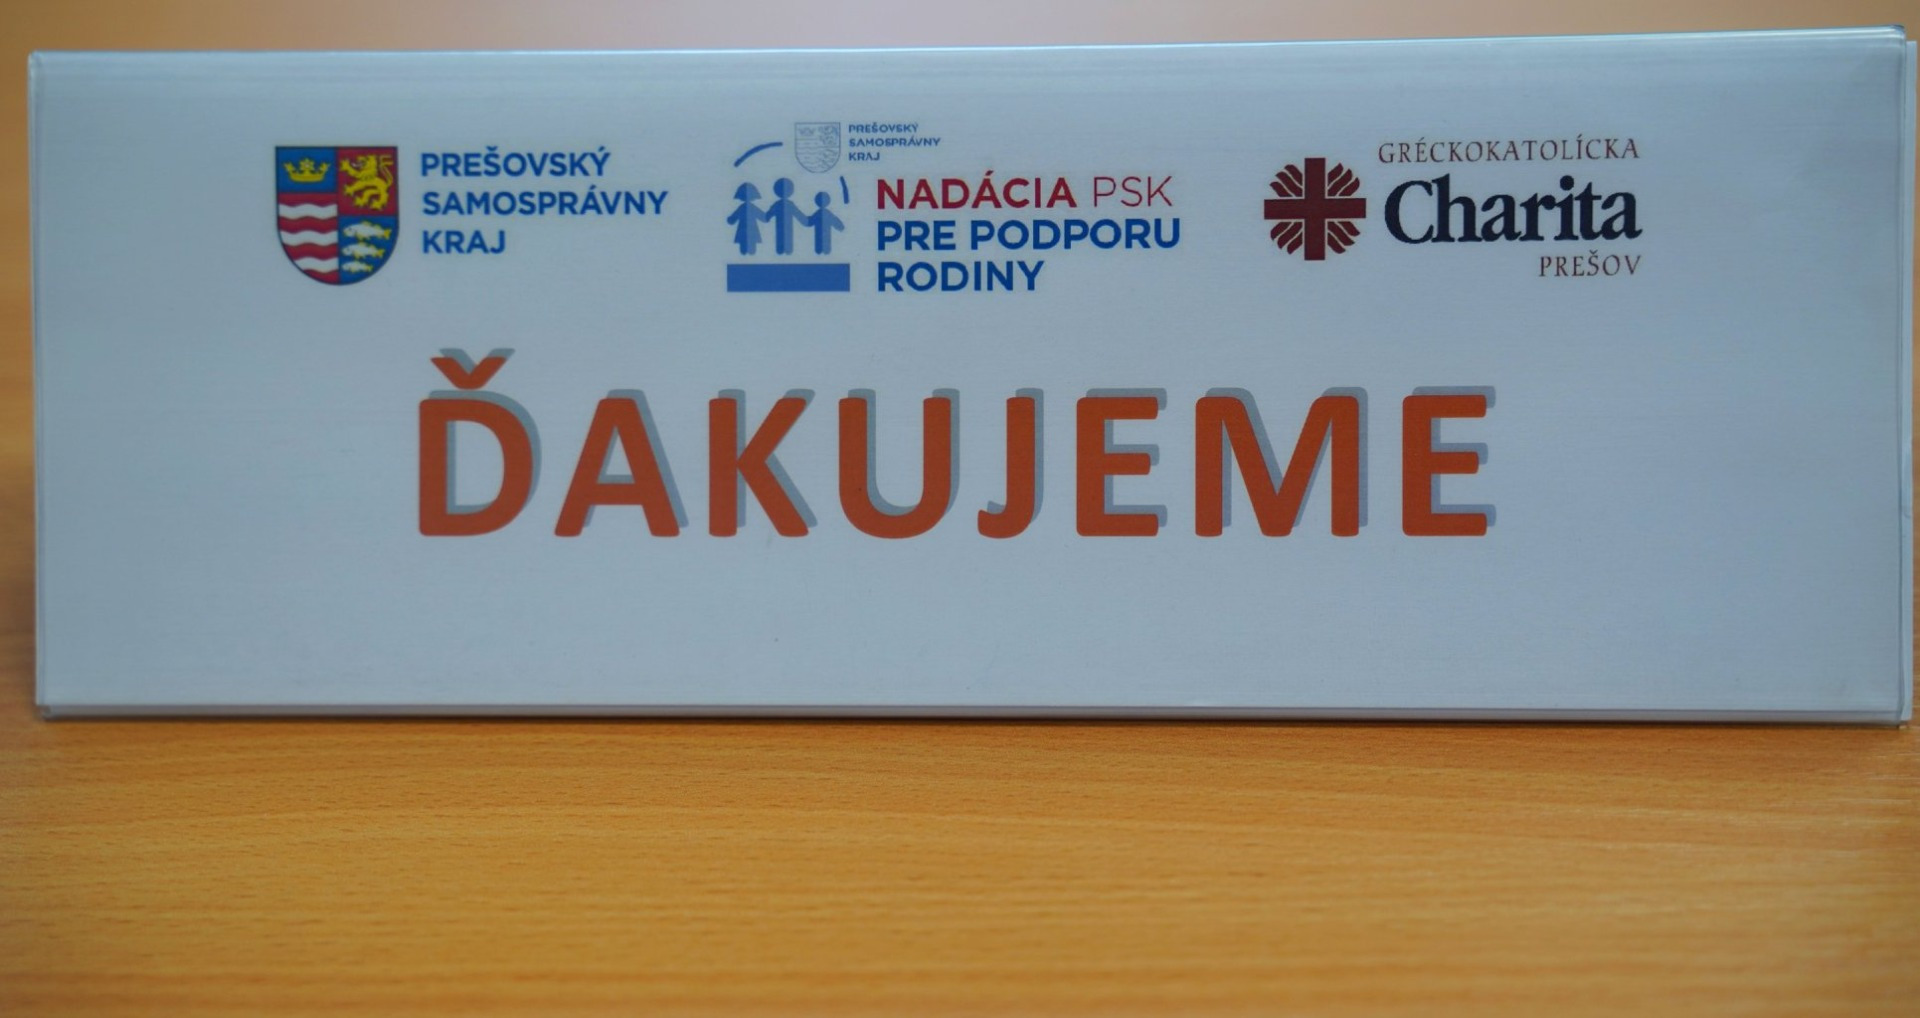 PREŠOVSKÝ
SAMOSPRÁVNY
KRAJ
PREŠOVSKÝ
SAMOSPRÁVNY
KRAJ
NADÁCIA PSK
PRE PODPORU
RODINY
GRÉCKOKATOLÍCKA
Charita
PREŠOV
ĎAKUJEME